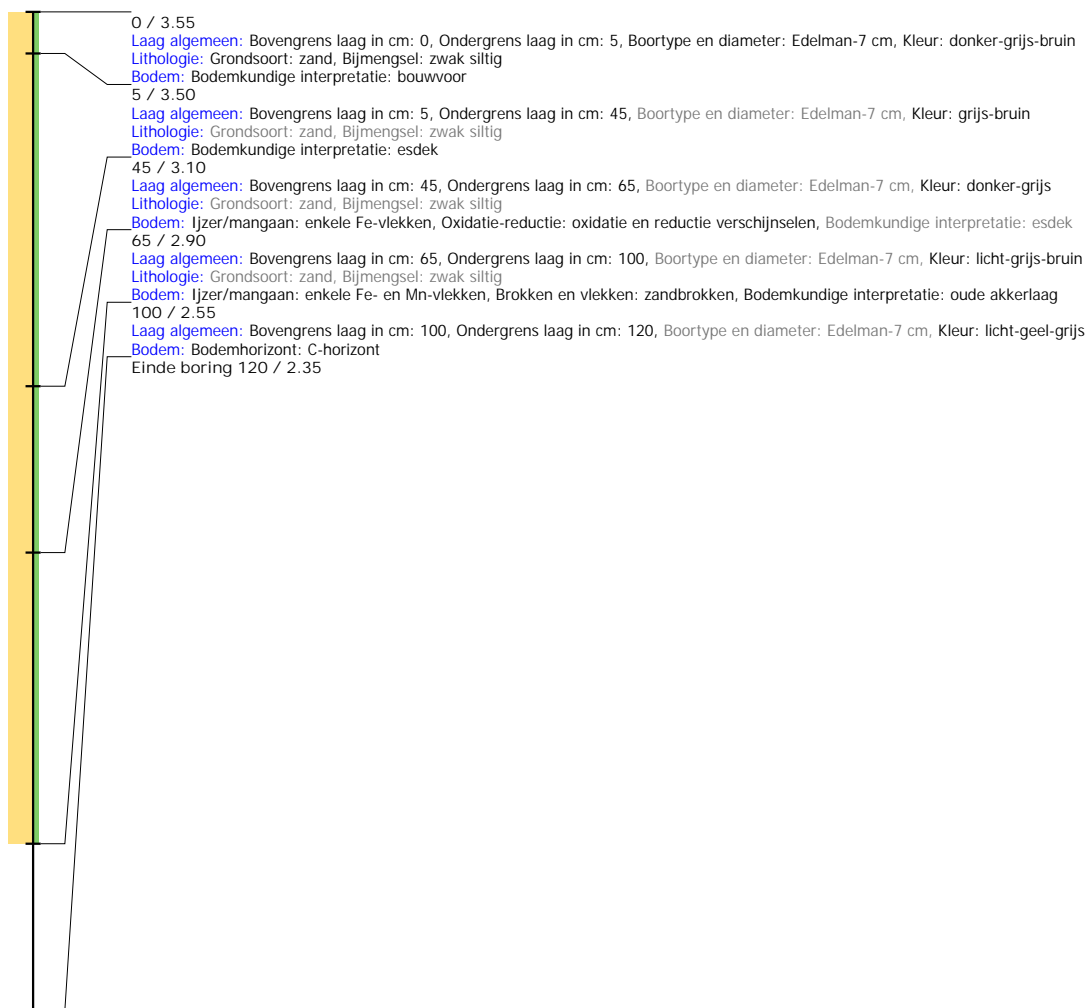 0 / 3.55
Laag algemeen: Bovengrens laag in cm: 0, Ondergrens laag in cm: 5, Boortype en diameter: Edelman-7 cm, Kleur: donker-grijs-bruin
Lithologie: Grondsoort: zand, Bijmengsel: zwak siltig
Bodem: Bodemkundige interpretatie: bouwvoor
5 / 3.50
Laag algemeen: Bovengrens laag in cm: 5, Ondergrens laag in cm: 45, Boortype en diameter: Edelman-7 cm, Kleur: grijs-bruin
Lithologie: Grondsoort: zand, Bijmengsel: zwak siltig
Bodem: Bodemkundige interpretatie: esdek
45 / 3.10
Laag algemeen: Bovengrens laag in cm: 45, Ondergrens laag in cm: 65, Boortype en diameter: Edelman-7 cm, Kleur: donker-grijs
Lithologie: Grondsoort: zand, Bijmengsel: zwak siltig
Bodem: Ijzer/mangaan: enkele Fe-vlekken, Oxidatie-reductie: oxidatie en reductie verschijnselen, Bodemkundige interpretatie: esdek
65 / 2.90
Laag algemeen: Bovengrens laag in cm: 65, Ondergrens laag in cm: 100, Boortype en diameter: Edelman-7 cm, Kleur: licht-grijs-bruin
Lithologie: Grondsoort: zand, Bijmengsel: zwak siltig
Bodem: Ijzer/mangaan: enkele Fe- en Mn-vlekken, Brokken en vlekken: zandbrokken, Bodemkundige interpretatie: oude akkerlaag
100 / 2.55
Laag algemeen: Bovengrens laag in cm: 100, Ondergrens laag in cm: 120, Boortype en diameter: Edelman-7 cm, Kleur: licht-geel-grijs
Bodem: Bodemhorizont: C-horizont
Einde boring 120 / 2.35